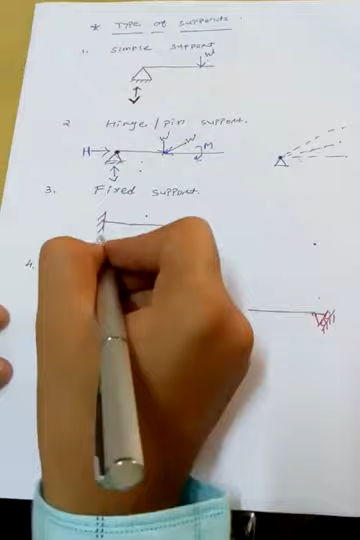 * Type of supports.
1. Simple support
W
2 Hinge/pin support.
H W W M
3. Fixed support.
4.